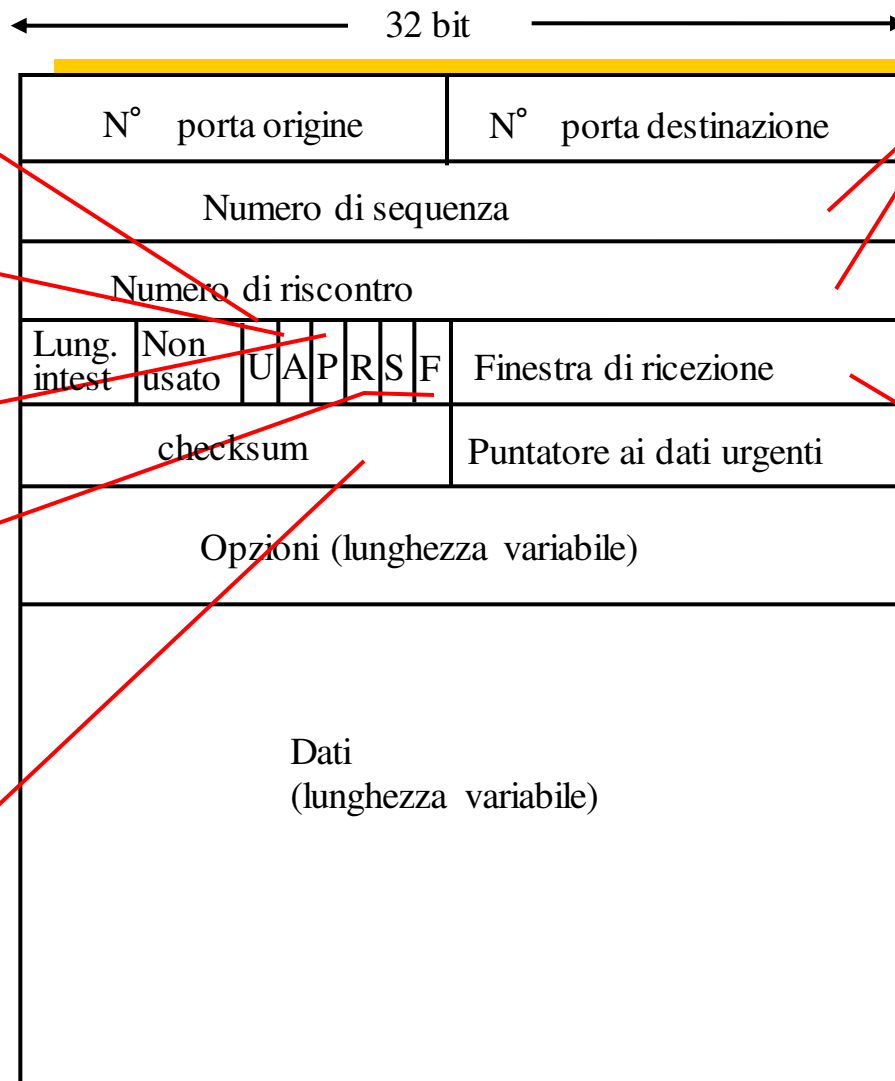 32 bit
N° porta origine
N° porta destinazione
Numero di sequenza
Numero di riscontro
Lung.
intest
Non
usato
U A P R S F
Finestra di ricezione
checksum
Puntatore ai dati urgenti
Opzioni (lunghezza variabile)
Dati
(lunghezza variabile)